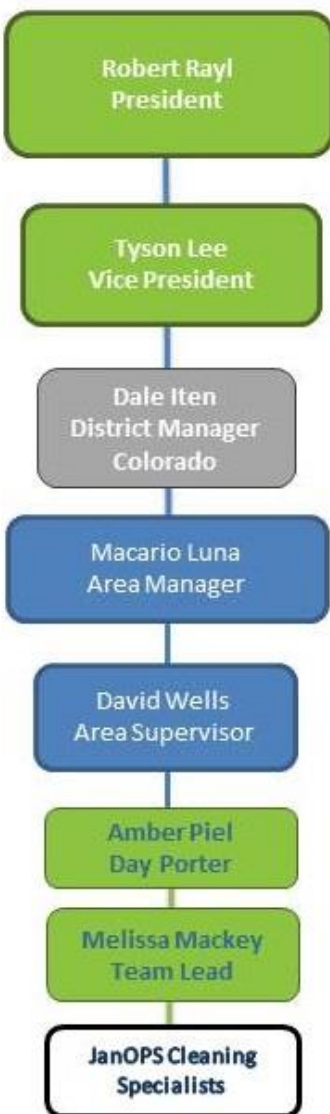 Robert Rayl
President
Tyson Lee
Vice President
Dale Iten
District Manager
Colorado
Macario Luna
Area Manager
David Wells
Area Supervisor
Amber Piel
Day Porter
Melissa Mackey
Team Lead
JanOPS Cleaning
Specialists